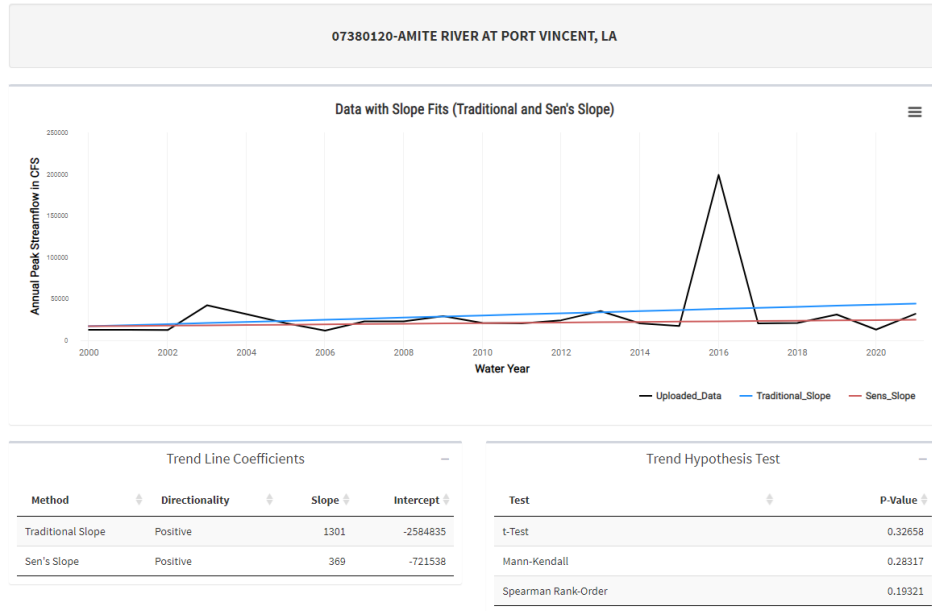 07380120-AMITE RIVER AT PORT VINCENT, LA
Data with Slope Fits (Traditional and Sen's Slope)
Annual Peak Streamflow in CFS
250000
200000
150000
100000
50000
0
2000 2002 2004 2006 2008 2010 2012 2014 2016 2018 2020
Water Year
Uploaded_Data Traditional_Slope Sens_Slope
Trend Line Coefficients
Method Directionality Slope Intercept
Traditional Slope Positive 1301 -2584835
Sen's Slope Positive 369 -721538
Trend Hypothesis Test
Test P-Value
t-Test 0.32658
Mann-Kendall 0.28317
Spearman Rank-Order 0.19321